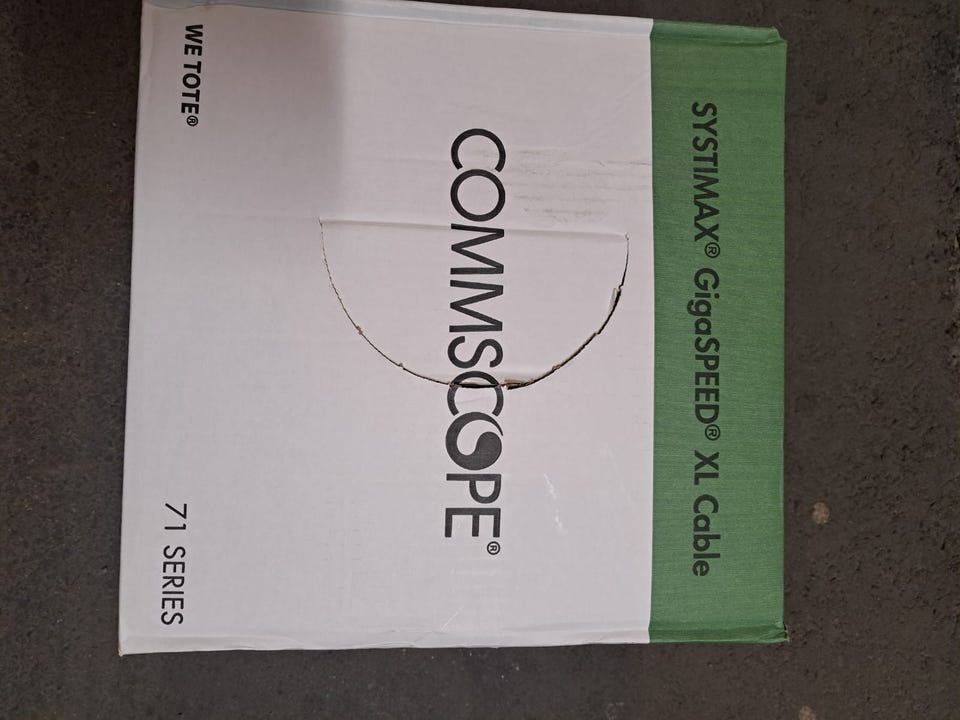 SYSTIMAX® GigaSPEED® XL Cable
COMMSCOPE®
WE TOTE®
71 SERIES